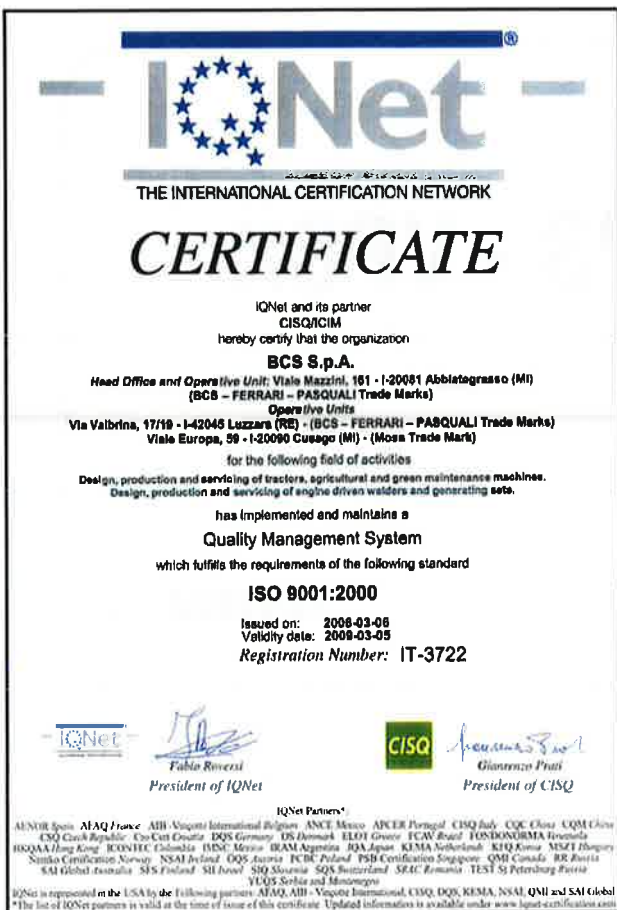 IQNet ®
THE INTERNATIONAL CERTIFICATION NETWORK
CERTIFICATE
IQNet and its partner
CISQ/ICIM
hereby certify that the organization
BCS S.p.A.
Head Office and Operative Unit: Viale Mazzini, 161 - I-20081 Abbiategrasso (MI)
(BCS – FERRARI – PASQUALI Trade Marks)
Operative Units
Via Valbrina, 17/19 - I-42045 Luzzara (RE) - (BCS – FERRARI – PASQUALI Trade Marks)
Viale Europa, 59 - I-20090 Cusago (MI) - (Mosa Trade Mark)
for the following field of activities
Design, production and servicing of tractors, agricultural and green maintenance machines.
Design, production and servicing of engine driven welders and generating sets.
has implemented and maintains a
Quality Management System
which fulfills the requirements of the following standard
ISO 9001:2000
Issued on: 2006-03-06
Validity date: 2009-03-05
Registration Number: IT-3722
IQNet
CISQ
Fabio Roversi
Gianrenzo Prati
President of IQNet
President of CISQ
IQNet Partners*:
AENOR Spain AFAQ France AIB-Vinçotte International Belgium ANCE Mexico APCER Portugal CISQ Italy CQC China CQM China
CSQ Czech Republic Cro Cert Croatia DQS Germany DS Denmark ELOT Greece FCAV Brazil FONDONORMA Venezuela
HKQAA Hong Kong ICONTEC Colombia IMNC Mexico IRAM Argentina JQA Japan KEMA Netherlands KFQ Korea MSZT Hungary
Nemko Certification Norway NSAI Ireland ÖQS Austria PCBC Poland PSB Certification Singapore QMI Canada RR Russia
SAI Global Australia SFS Finland SII Israel SIQ Slovenia SQS Switzerland SRAC Romania TEST St Petersburg Russia
YUQS Serbia and Montenegro
IQNet is represented in the USA by the following partners: AFAQ, AIB-Vinçotte International, CISQ, DQS, KEMA, NSAI, QMI and SAI Global
*The list of IQNet partners is valid at the time of issue of this certificate. Updated information is available under www.iqnet-certification.com